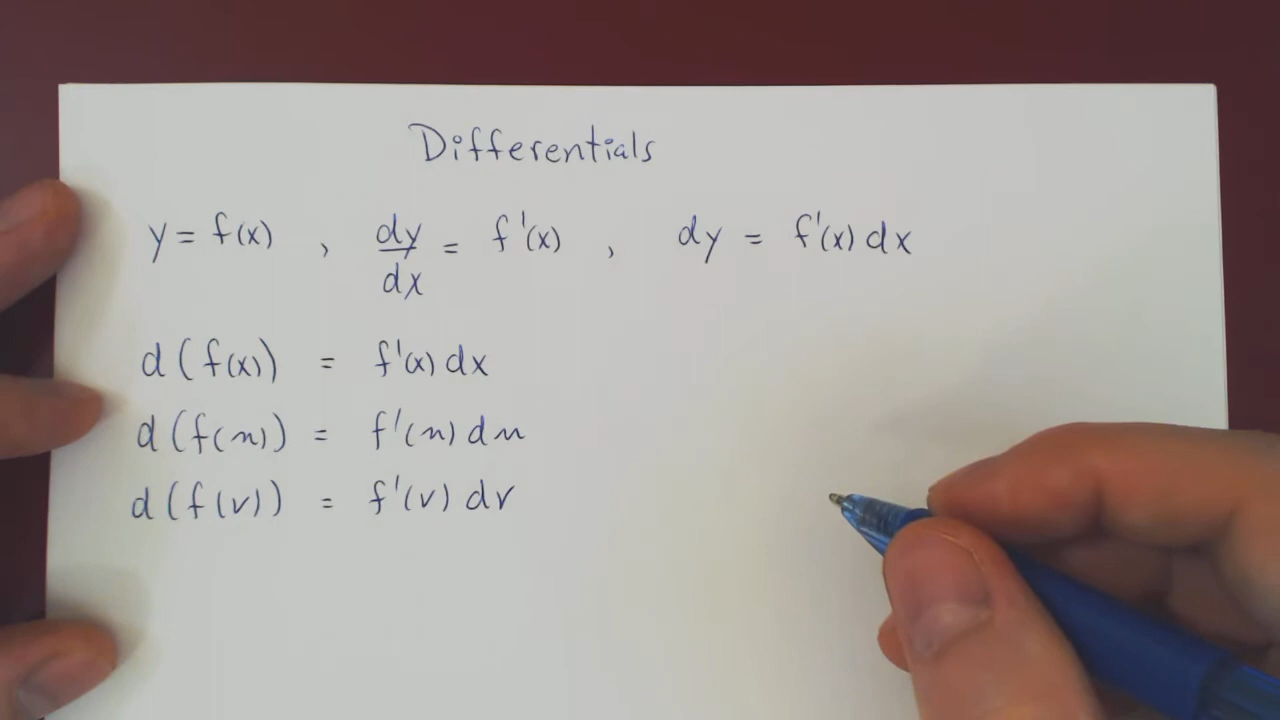 Differentials
y = f(x) , dy/dx = f'(x) , dy = f'(x) dx
d(f(x)) = f'(x) dx
d(f(u)) = f'(u) du
d(f(v)) = f'(v) dv